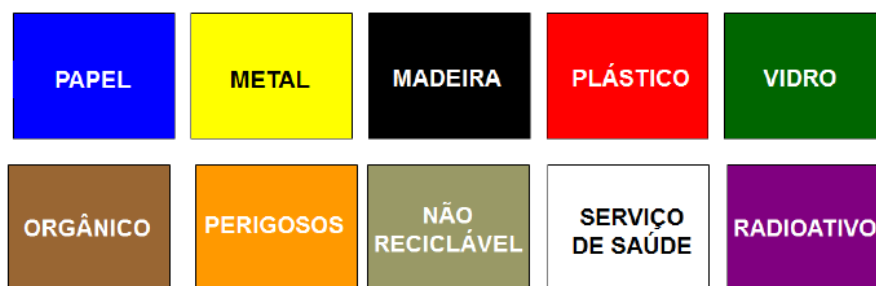 PAPEL
METAL
MADEIRA
PLÁSTICO
VIDRO
ORGÂNICO
PERIGOSOS
NÃO
RECICLÁVEL
SERVIÇO
DE SAÚDE
RADIOATIVO